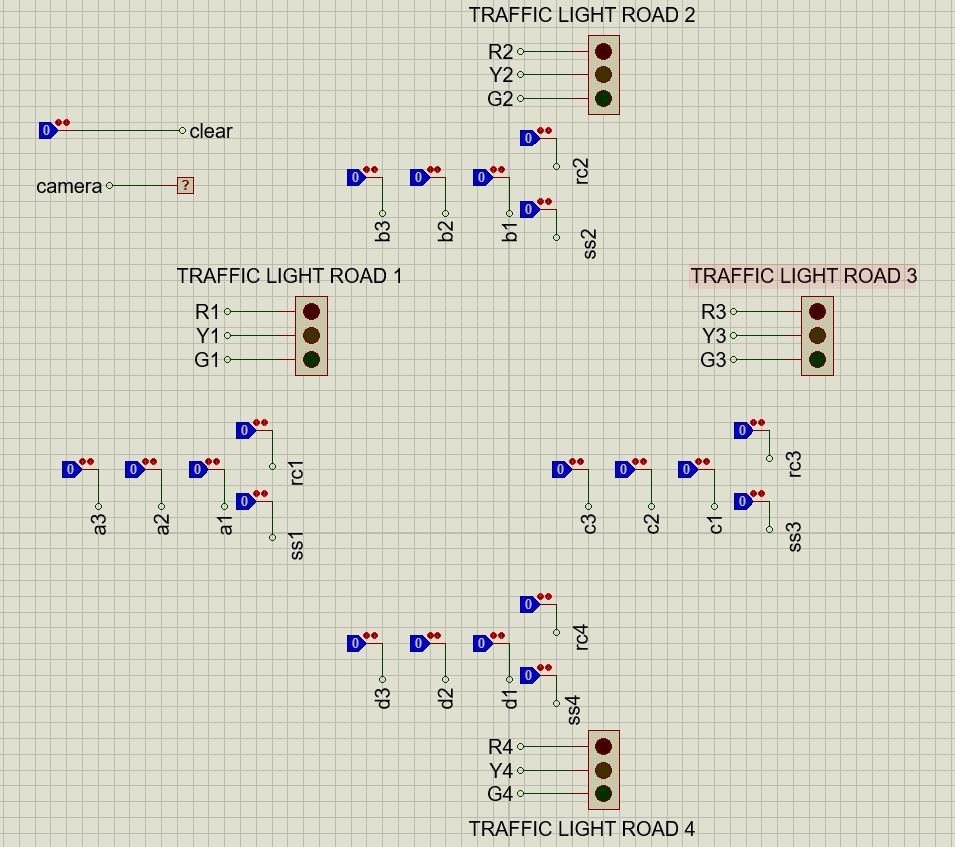 TRAFFIC LIGHT ROAD 2
R2
Y2
G2
0
clear
0
rc2
camera
?
0
0
0
b3
b2
b1
0
ss2
TRAFFIC LIGHT ROAD 1
TRAFFIC LIGHT ROAD 3
R1
Y1
G1
R3
Y3
G3
0
rc1
0
rc3
0
0
0
a3
a2
a1
0
ss1
0
0
0
c3
c2
c1
0
ss3
0
rc4
0
0
0
d3
d2
d1
0
ss4
R4
Y4
G4
TRAFFIC LIGHT ROAD 4